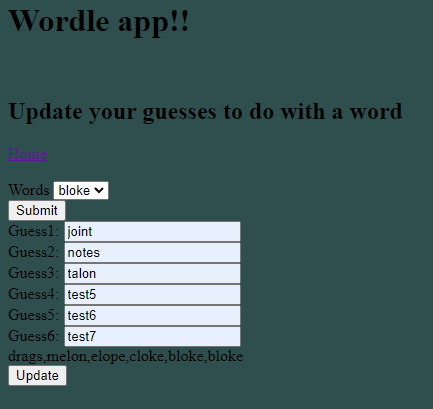 Wordle app!!
Update your guesses to do with a word
Home
Words bloke
Submit
Guess1: joint
Guess2: notes
Guess3: talon
Guess4: test5
Guess5: test6
Guess6: test7
drags,melon,elope,cloke,bloke,bloke
Update